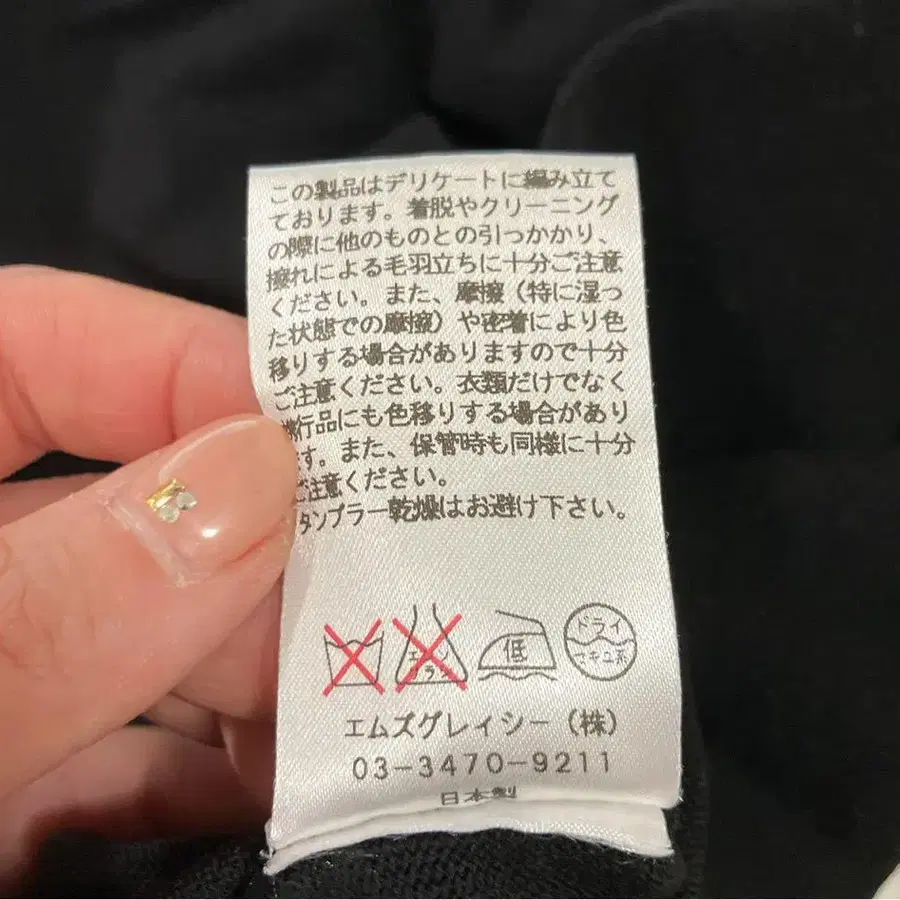 この製品はデリケートに編み立て
ております。着脱やクリーニング
の際に他のものとの引っかかり、
擦れによる毛羽立ちに十分ご注意
ください。また、摩擦（特に湿っ
た状態での摩擦）や密着により色
移りする場合がありますので十分
ご注意ください。衣類だけでなく
携行品にも色移りする場合があり
ます。また、保管時も同様に十分
ご注意ください。
タンブラー乾燥はお避け下さい。
エンソ
サラシ
低
ドライ
セキユ系
エムズグレイシー（株）
03-3470-9211
日本製